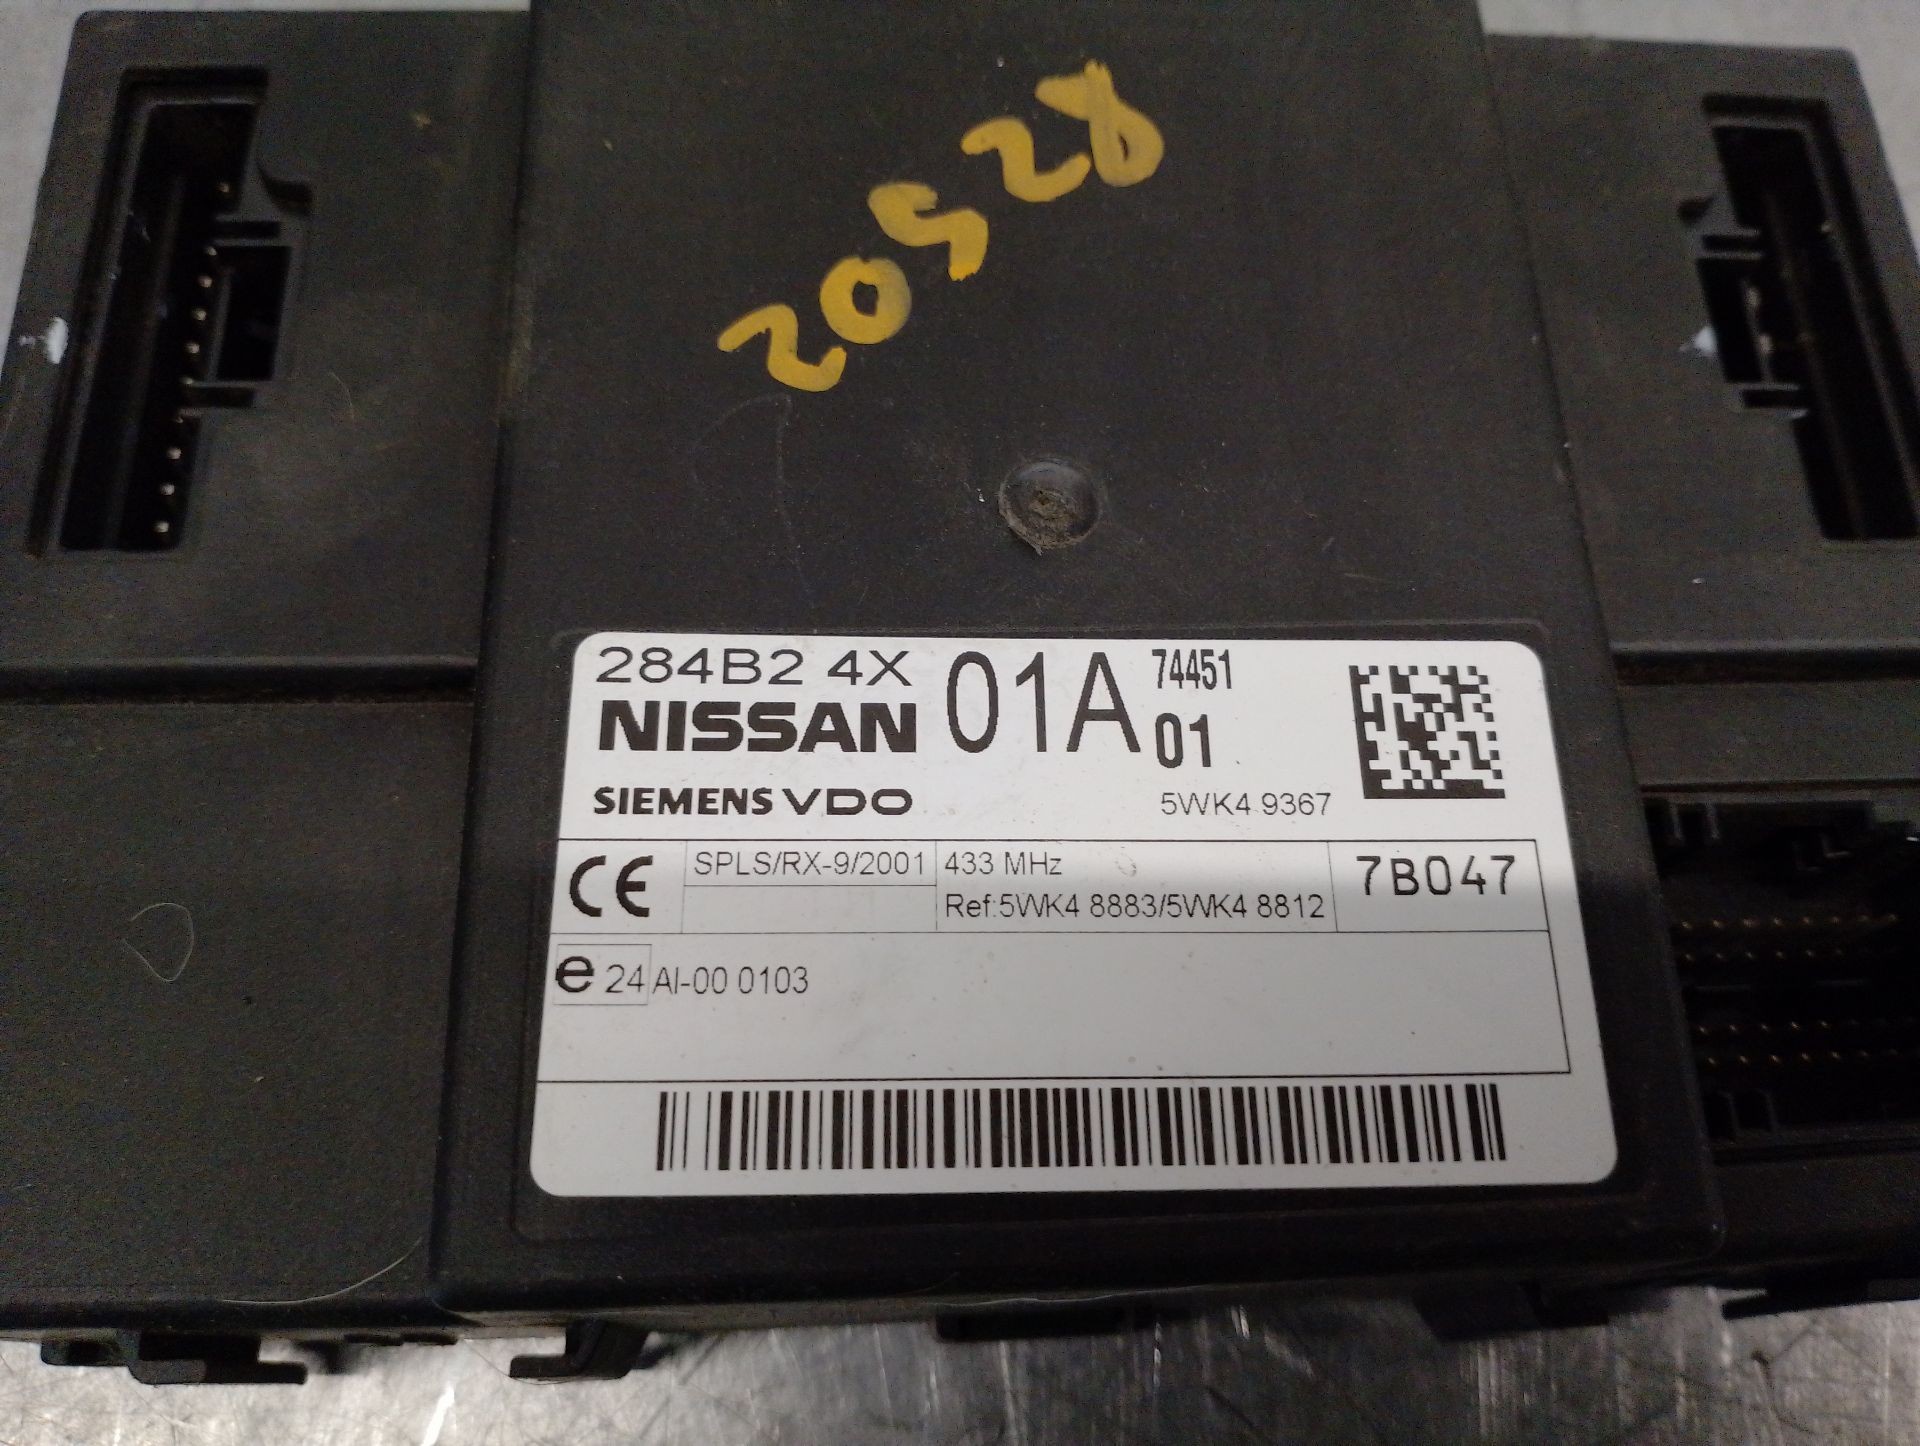 20528
284B2 4X 01A 74451
NISSAN 01
SIEMENS VDO 5WK4 9367
CE SPLS/RX-9/2001 433 MHz 7B047
Ref:5WK4 8883/5WK4 8812
e 24 AI-00 0103